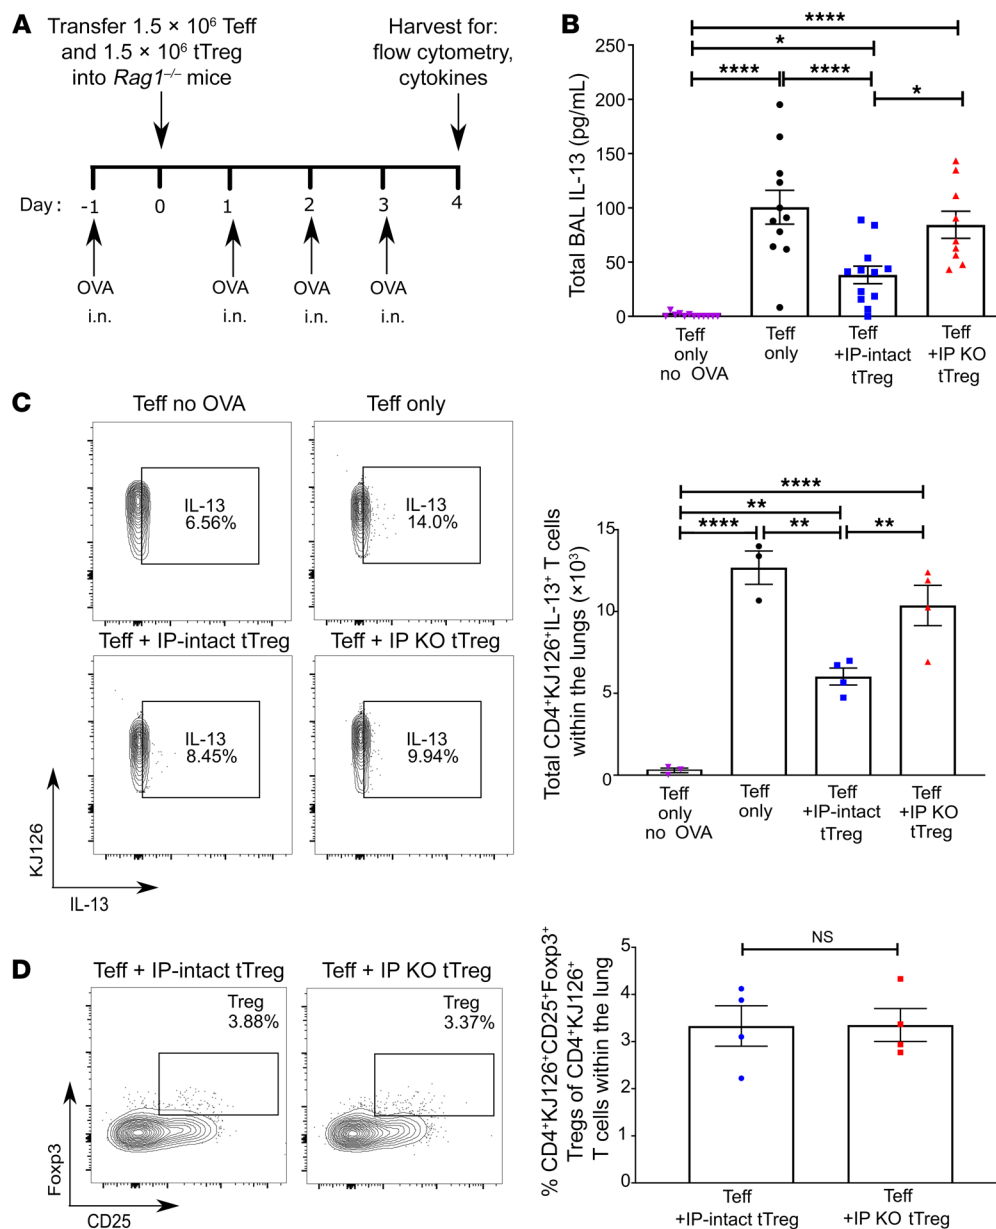 A
Transfer 1.5 × 10⁶ Teff
and 1.5 × 10⁶ tTreg
into Rag1⁻/⁻ mice
Harvest for:
flow cytometry,
cytokines
Day: -1 0 1 2 3 4
OVA OVA OVA OVA
i.n. i.n. i.n. i.n.
B
****
*
**** ****
*
Total BAL IL-13 (pg/mL)
250
200
150
100
50
0
Teff
only
no OVA
Teff
only
Teff
+IP-intact
tTreg
Teff
+IP KO
tTreg
C
Teff no OVA
IL-13
6.56%
Teff only
IL-13
14.0%
Teff + IP-intact tTreg
IL-13
8.45%
Teff + IP KO tTreg
IL-13
9.94%
KJ126
IL-13
****
**
**** ** **
Total CD4⁺KJ126⁺IL-13⁺ T cells
within the lungs (×10³)
15
10
5
0
Teff
only
no OVA
Teff
only
Teff
+IP-intact
tTreg
Teff
+IP KO
tTreg
D
Teff + IP-intact tTreg
Treg
3.88%
Teff + IP KO tTreg
Treg
3.37%
Foxp3
CD25
NS
% CD4⁺KJ126⁺CD25⁺Foxp3⁺
Tregs of CD4⁺KJ126⁺
T cells within the lung
5
4
3
2
1
0
Teff
+IP-intact tTreg
Teff
+IP KO tTreg